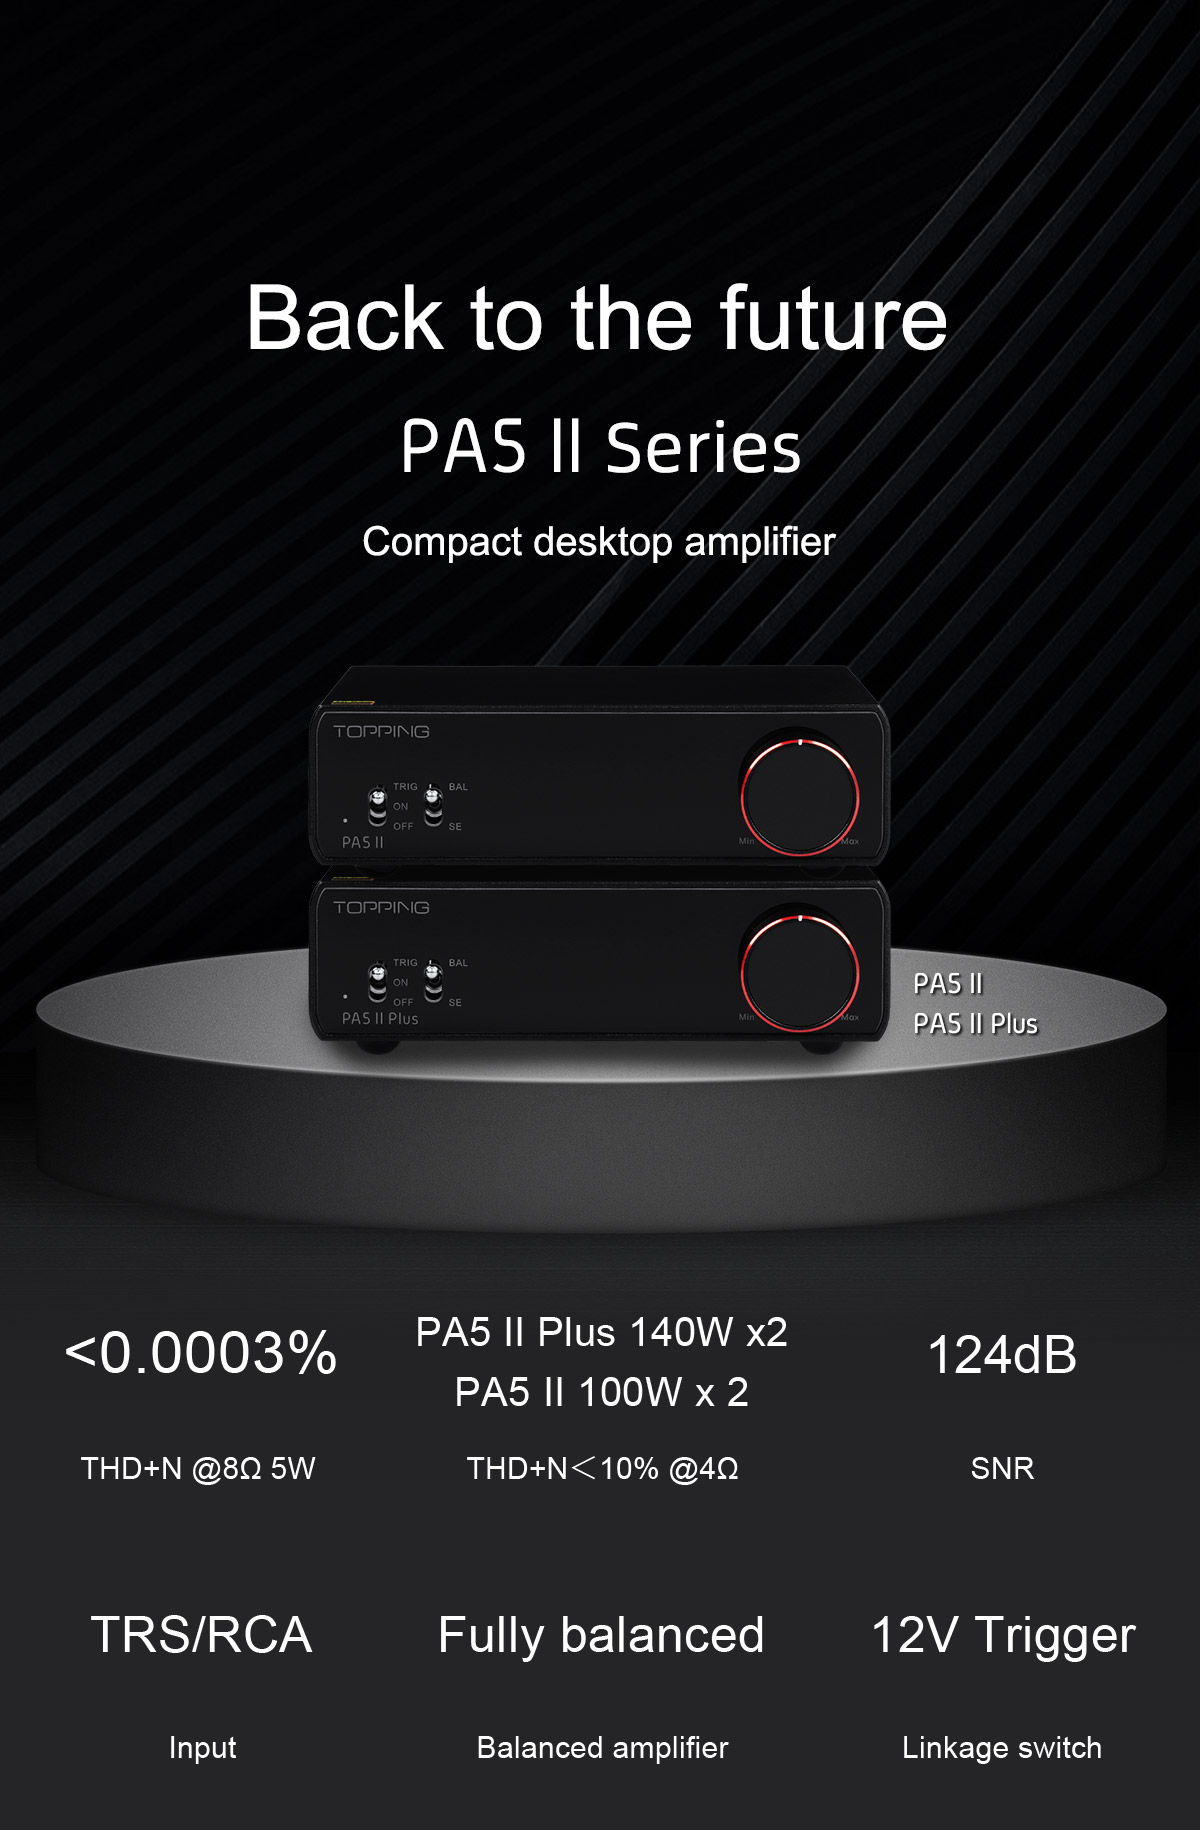 Back to the future
PA5 II Series
Compact desktop amplifier
TOPPING
TRIG
BAL
ON
OFF
SE
PA5 II
Min
Max
TOPPING
TRIG
BAL
ON
OFF
SE
PA5 II Plus
Min
Max
PA5 II
PA5 II Plus
<0.0003%
THD+N @8Ω 5W
PA5 II Plus 140W x2
PA5 II 100W x 2
THD+N＜10% @4Ω
124dB
SNR
TRS/RCA
Input
Fully balanced
Balanced amplifier
12V Trigger
Linkage switch